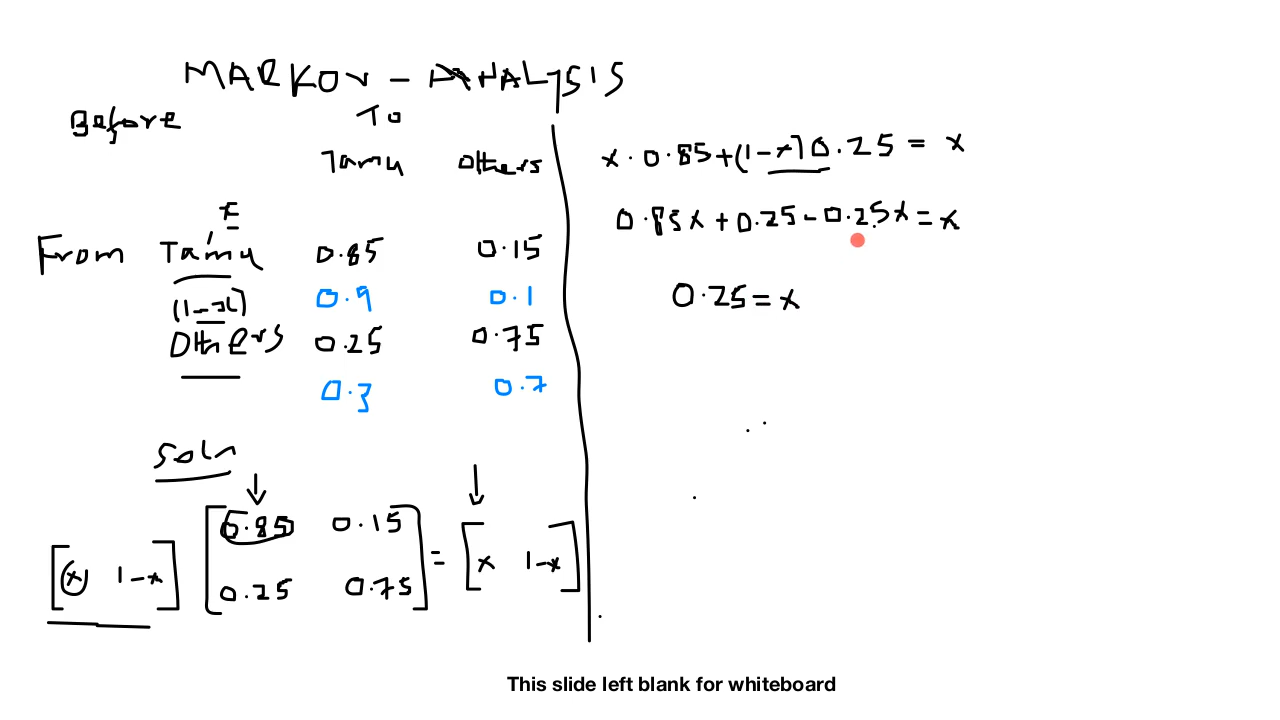 MARKOV - ANALYSIS
Before
To
Tamu Others
x
From Tamu 0.85 0.15
(1-x) 0.9 0.1
Others 0.25 0.75
0.3 0.7
Soln
[x 1-x] [0.85 0.15
0.25 0.75] = [x 1-x]
x . 0.85 + (1-x) 0.25 = x
0.85x + 0.25 - 0.25x = x
0.25 = x
This slide left blank for whiteboard